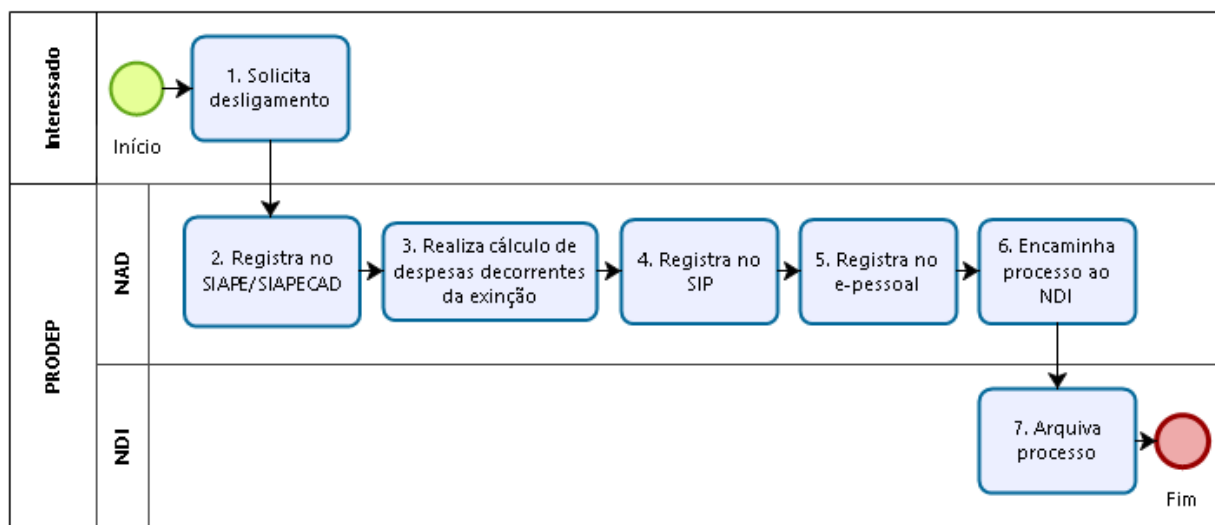 Interessado
Início
1. Solicita
desligamento
PRODEP
NAD
2. Registra no
SIAPE/SIAPECAD
3. Realiza cálculo de
despesas decorrentes
da exinção
4. Registra no
SIP
5. Registra no
e-pessoal
6. Encaminha
processo ao
NDI
NDI
7. Arquiva
processo
Fim